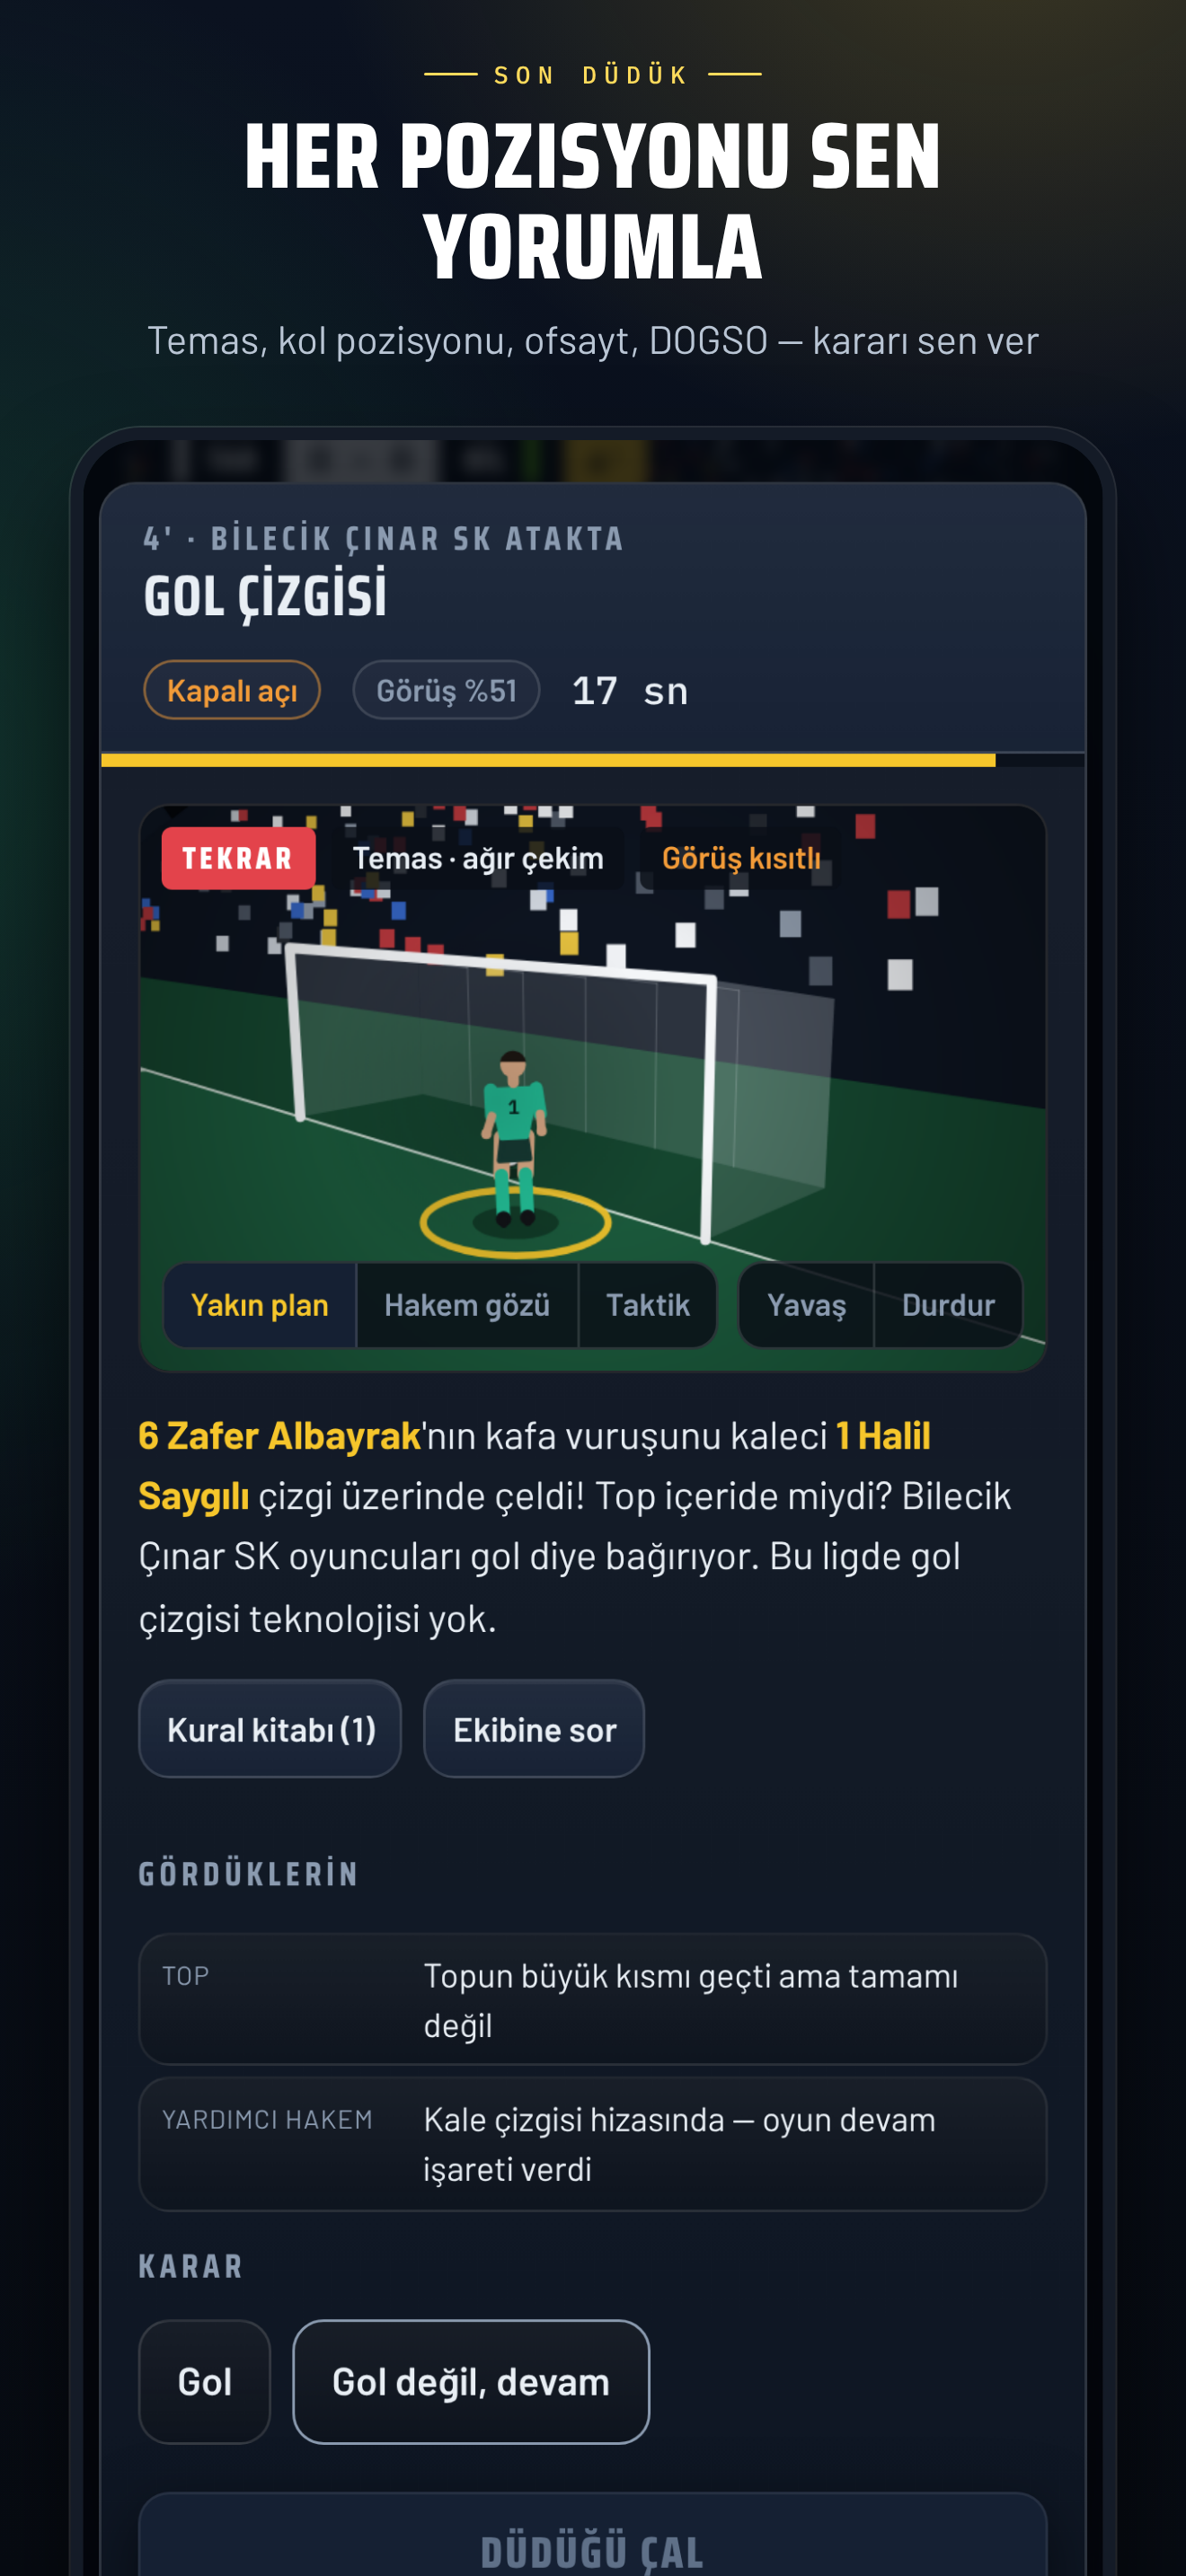 SON DÜDÜK
HER POZISYONU SEN
YORUMLA
Temas, kol pozisyonu, ofsayt, DOGSO — kararı sen ver
4' · BİLECİK ÇINAR SK ATAKTA
GOL ÇİZGİSİ
Kapalı açı Görüş %51 17 sn
TEKRAR Temas · ağır çekim Görüş kısıtlı
1
Yakın plan Hakem gözü Taktik Yavaş Durdur
6 Zafer Albayrak'nın kafa vuruşunu kaleci 1 Halil
Saygılı çizgi üzerinde çeldi! Top içeride miydi? Bilecik
Çınar SK oyuncuları gol diye bağırıyor. Bu ligde gol
çizgisi teknolojisi yok.
Kural kitabı (1) Ekibine sor
GÖRDÜKLERİN
TOP Topun büyük kısmı geçti ama tamamı
değil
YARDIMCI HAKEM Kale çizgisi hizasında — oyun devam
işareti verdi
KARAR
Gol Gol değil, devam
DÜDÜĞÜ ÇAL